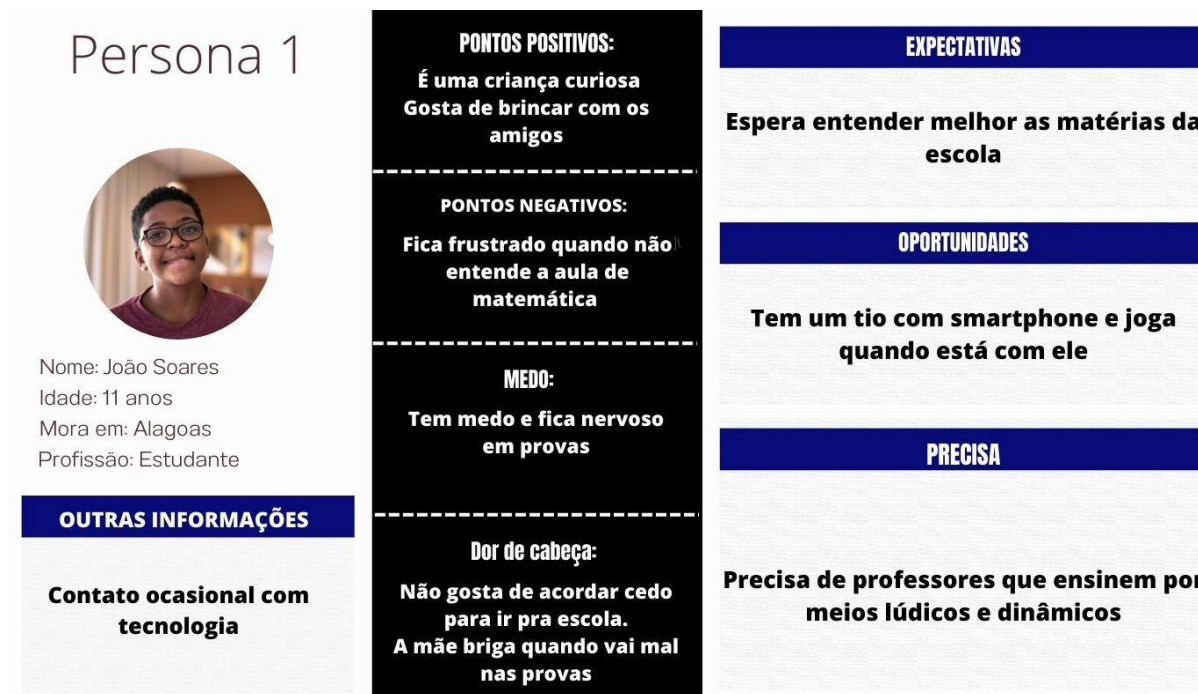 Persona 1
Nome: João Soares
Idade: 11 anos
Mora em: Alagoas
Profissão: Estudante
OUTRAS INFORMAÇÕES
Contato ocasional com
tecnologia
PONTOS POSITIVOS:
É uma criança curiosa
Gosta de brincar com os
amigos
PONTOS NEGATIVOS:
Fica frustrado quando não
entende a aula de
matemática
MEDO:
Tem medo e fica nervoso
em provas
Dor de cabeça:
Não gosta de acordar cedo
para ir pra escola.
A mãe briga quando vai mal
nas provas
EXPECTATIVAS
Espera entender melhor as matérias da
escola
OPORTUNIDADES
Tem um tio com smartphone e joga
quando está com ele
PRECISA
Precisa de professores que ensinem por
meios lúdicos e dinâmicos